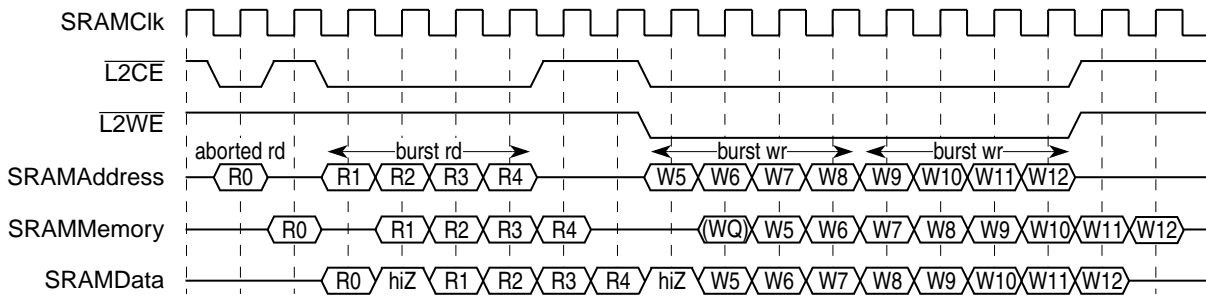 SRAMClk
L2CE
L2WE
aborted rd burst rd burst wr burst wr
SRAMAddress R0 R1 R2 R3 R4 W5 W6 W7 W8 W9 W10 W11 W12
SRAMMemory R0 R1 R2 R3 R4 (WQ) W5 W6 W7 W8 W9 W10 W11 W12
SRAMData R0 hiZ R1 R2 R3 R4 hiZ W5 W6 W7 W8 W9 W10 W11 W12